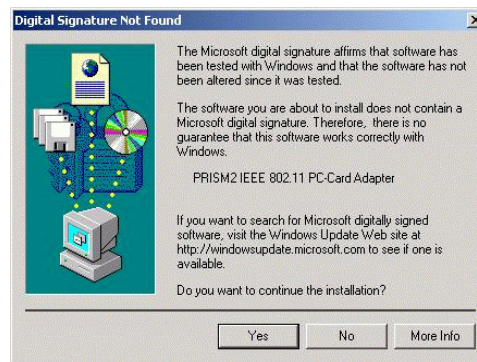 Digital Signature Not Found
The Microsoft digital signature affirms that software has
been tested with Windows and that the software has not
been altered since it was tested.
The software you are about to install does not contain a
Microsoft digital signature. Therefore, there is no
guarantee that this software works correctly with
Windows.
PRISM2 IEEE 802.11 PC-Card Adapter
If you want to search for Microsoft digitally signed
software, visit the Windows Update Web site at
http://windowsupdate.microsoft.com to see if one is
available.
Do you want to continue the installation?
Yes No More Info